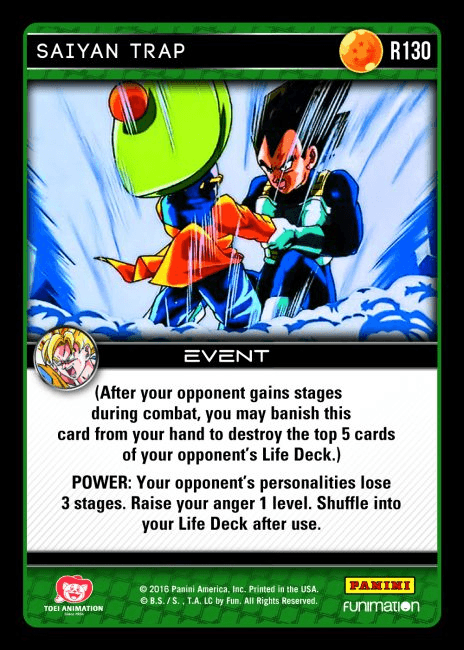 SAIYAN TRAP
R130
EVENT
(After your opponent gains stages
during combat, you may banish this
card from your hand to destroy the top 5 cards
of your opponent's Life Deck.)
POWER: Your opponent's personalities lose
3 stages. Raise your anger 1 level. Shuffle into
your Life Deck after use.
TOEI ANIMATION
© 2016 Panini America, Inc. Printed in the USA.
© B.S. / S. , T.A. LC by Fun. All Rights Reserved.
PANINI
FUNIMATION